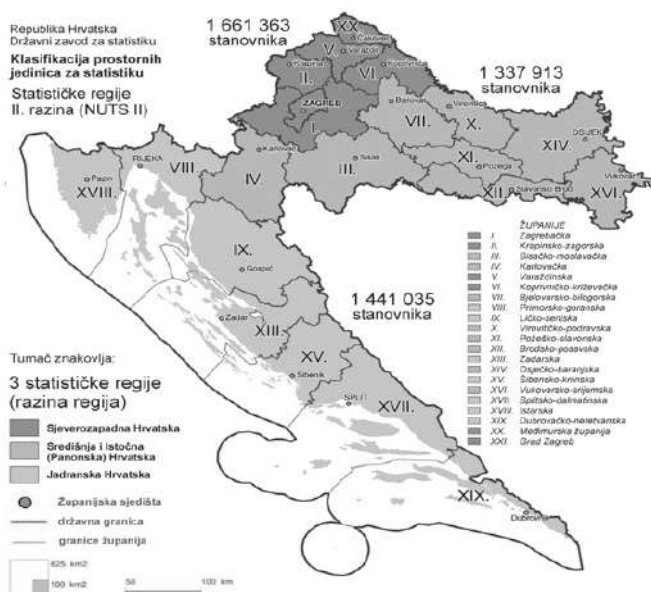 Republika Hrvatska
Državni zavod za statistiku
Klasifikacija prostornih
jedinica za statistiku
Statističke regije
II. razina (NUTS II)
1 661 363
stanovnika
1 337 913
stanovnika
1 441 035
stanovnika
XX.
Čakovec
V.
Varaždin
Krapina
II.
VI.
Koprivnica
ZAGREB
I.
Bjelovar
VII.
Virovitica
X.
XIV.
OSIJEK
Karlovac
IV.
III.
Sisak
XI.
Požega
XII.
Slavonski Brod
Vukovar
XVI.
XVIII.
Pazin
RIJEKA
VIII.
IX.
Gospić
Zadar
XIII.
XV.
Šibenik
SPLIT
XVII.
XIX.
Dubrovnik
ŽUPANIJE
I. Zagrebačka
II. Krapinsko-zagorska
III. Sisačko-moslavačka
IV. Karlovačka
V. Varaždinska
VI. Koprivničko-križevačka
VII. Bjelovarsko-bilogorska
VIII. Primorsko-goranska
IX. Ličko-senjska
X. Virovitičko-podravska
XI. Požeško-slavonska
XII. Brodsko-posavska
XIII. Zadarska
XIV. Osječko-baranjska
XV. Šibensko-kninska
XVI. Vukovarsko-srijemska
XVII. Splitsko-dalmatinska
XVIII. Istarska
XIX. Dubrovačko-neretvanska
XX. Međimurska županija
XXI. Grad Zagreb
Tumač znakovlja:
3 statističke regije
(razina regija)
Sjeverozapadna Hrvatska
Središnja i Istočna
(Panonska) Hrvatska
Jadranska Hrvatska
Županijska sjedišta
državna granica
granice županija
625 km2
100 km2
50 100 km